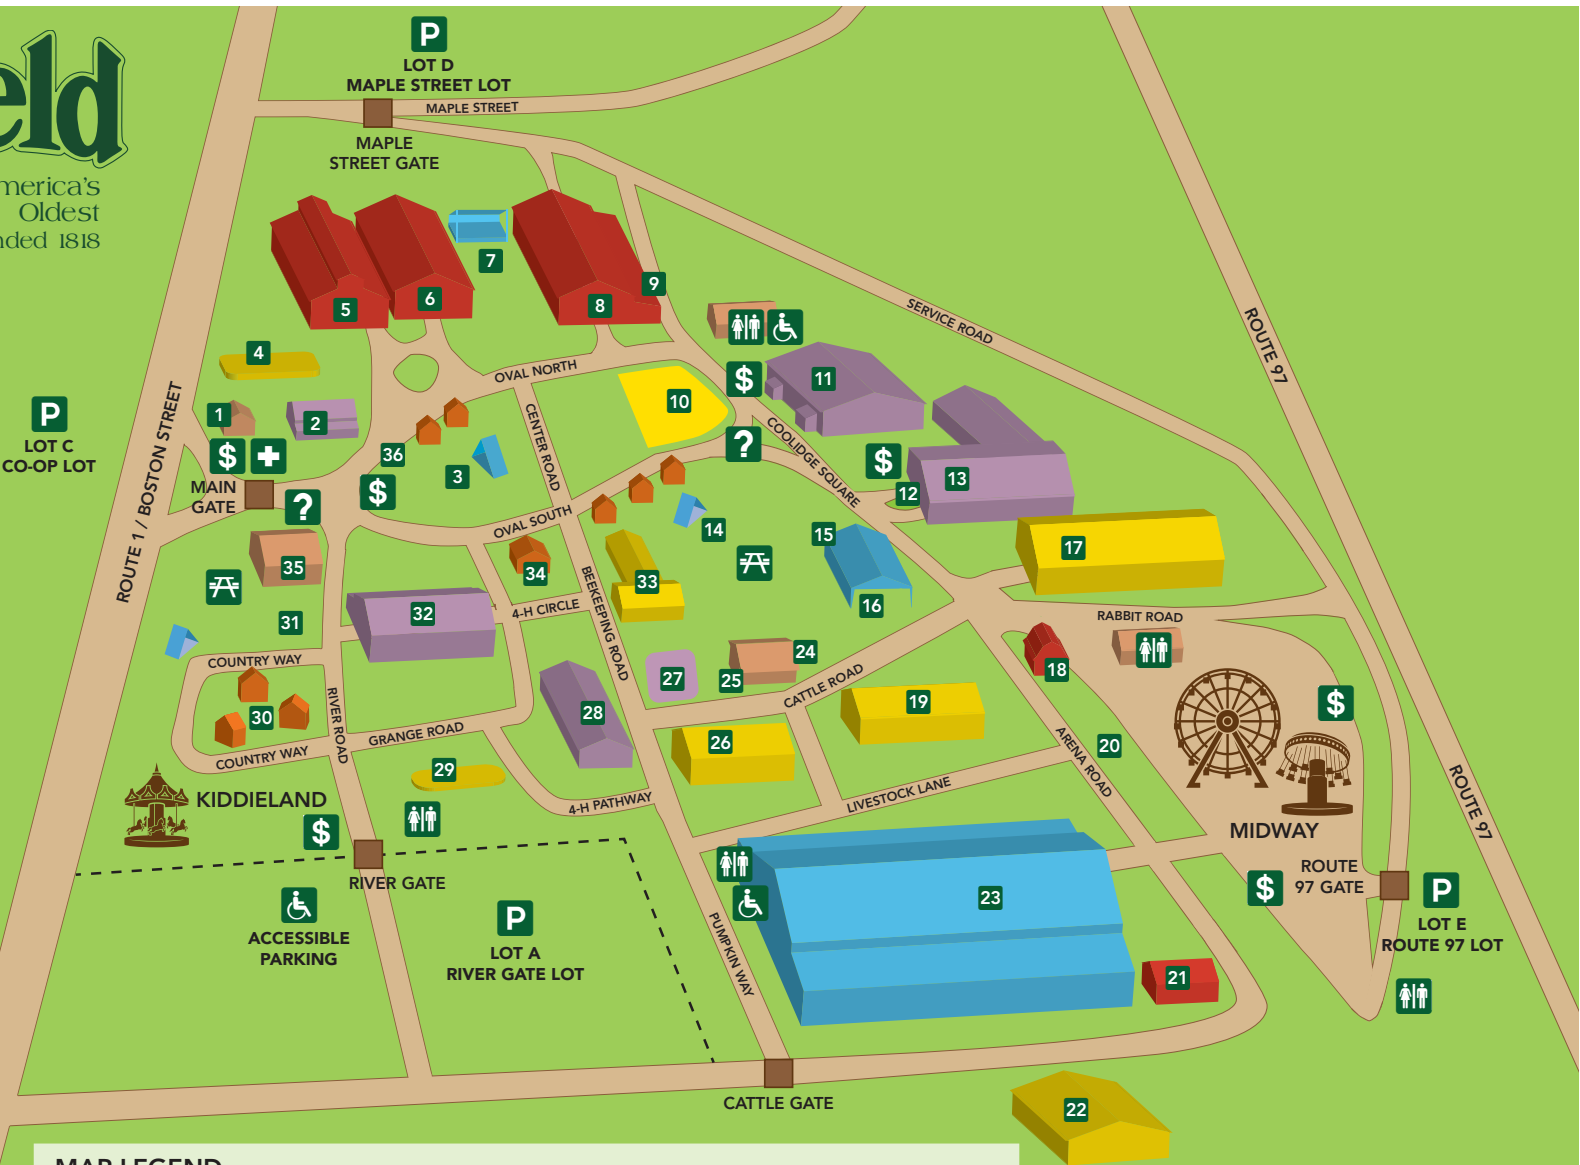 eld
merica's
Oldest
nded 1818
P
LOT D
MAPLE STREET LOT
MAPLE STREET
MAPLE
STREET GATE
SERVICE ROAD
ROUTE 97
7
9
5
6
8
OVAL NORTH
4
10
$
11
1
2
P
LOT C
CO-OP LOT
ROUTE 1 / BOSTON STREET
CENTER ROAD
COOLIDGE SQUARE
?
36
3
$
MAIN
GATE
$
?
$
12
13
OVAL SOUTH
14
15
17
35
34
33
16
31
32
4-H CIRCLE
BEEKEEPING ROAD
RABBIT ROAD
COUNTRY WAY
24
25
27
18
CATTLE ROAD
30
RIVER ROAD
28
19
$
GRANGE ROAD
COUNTRY WAY
26
20
ARENA ROAD
29
KIDDIELAND
4-H PATHWAY
LIVESTOCK LANE
ROUTE 97
$
MIDWAY
RIVER GATE
23
$
ROUTE
97 GATE
P
LOT E
ROUTE 97 LOT
ACCESSIBLE
PARKING
P
LOT A
RIVER GATE LOT
PUMPKIN WAY
21
CATTLE GATE
22
MAP LEGEND